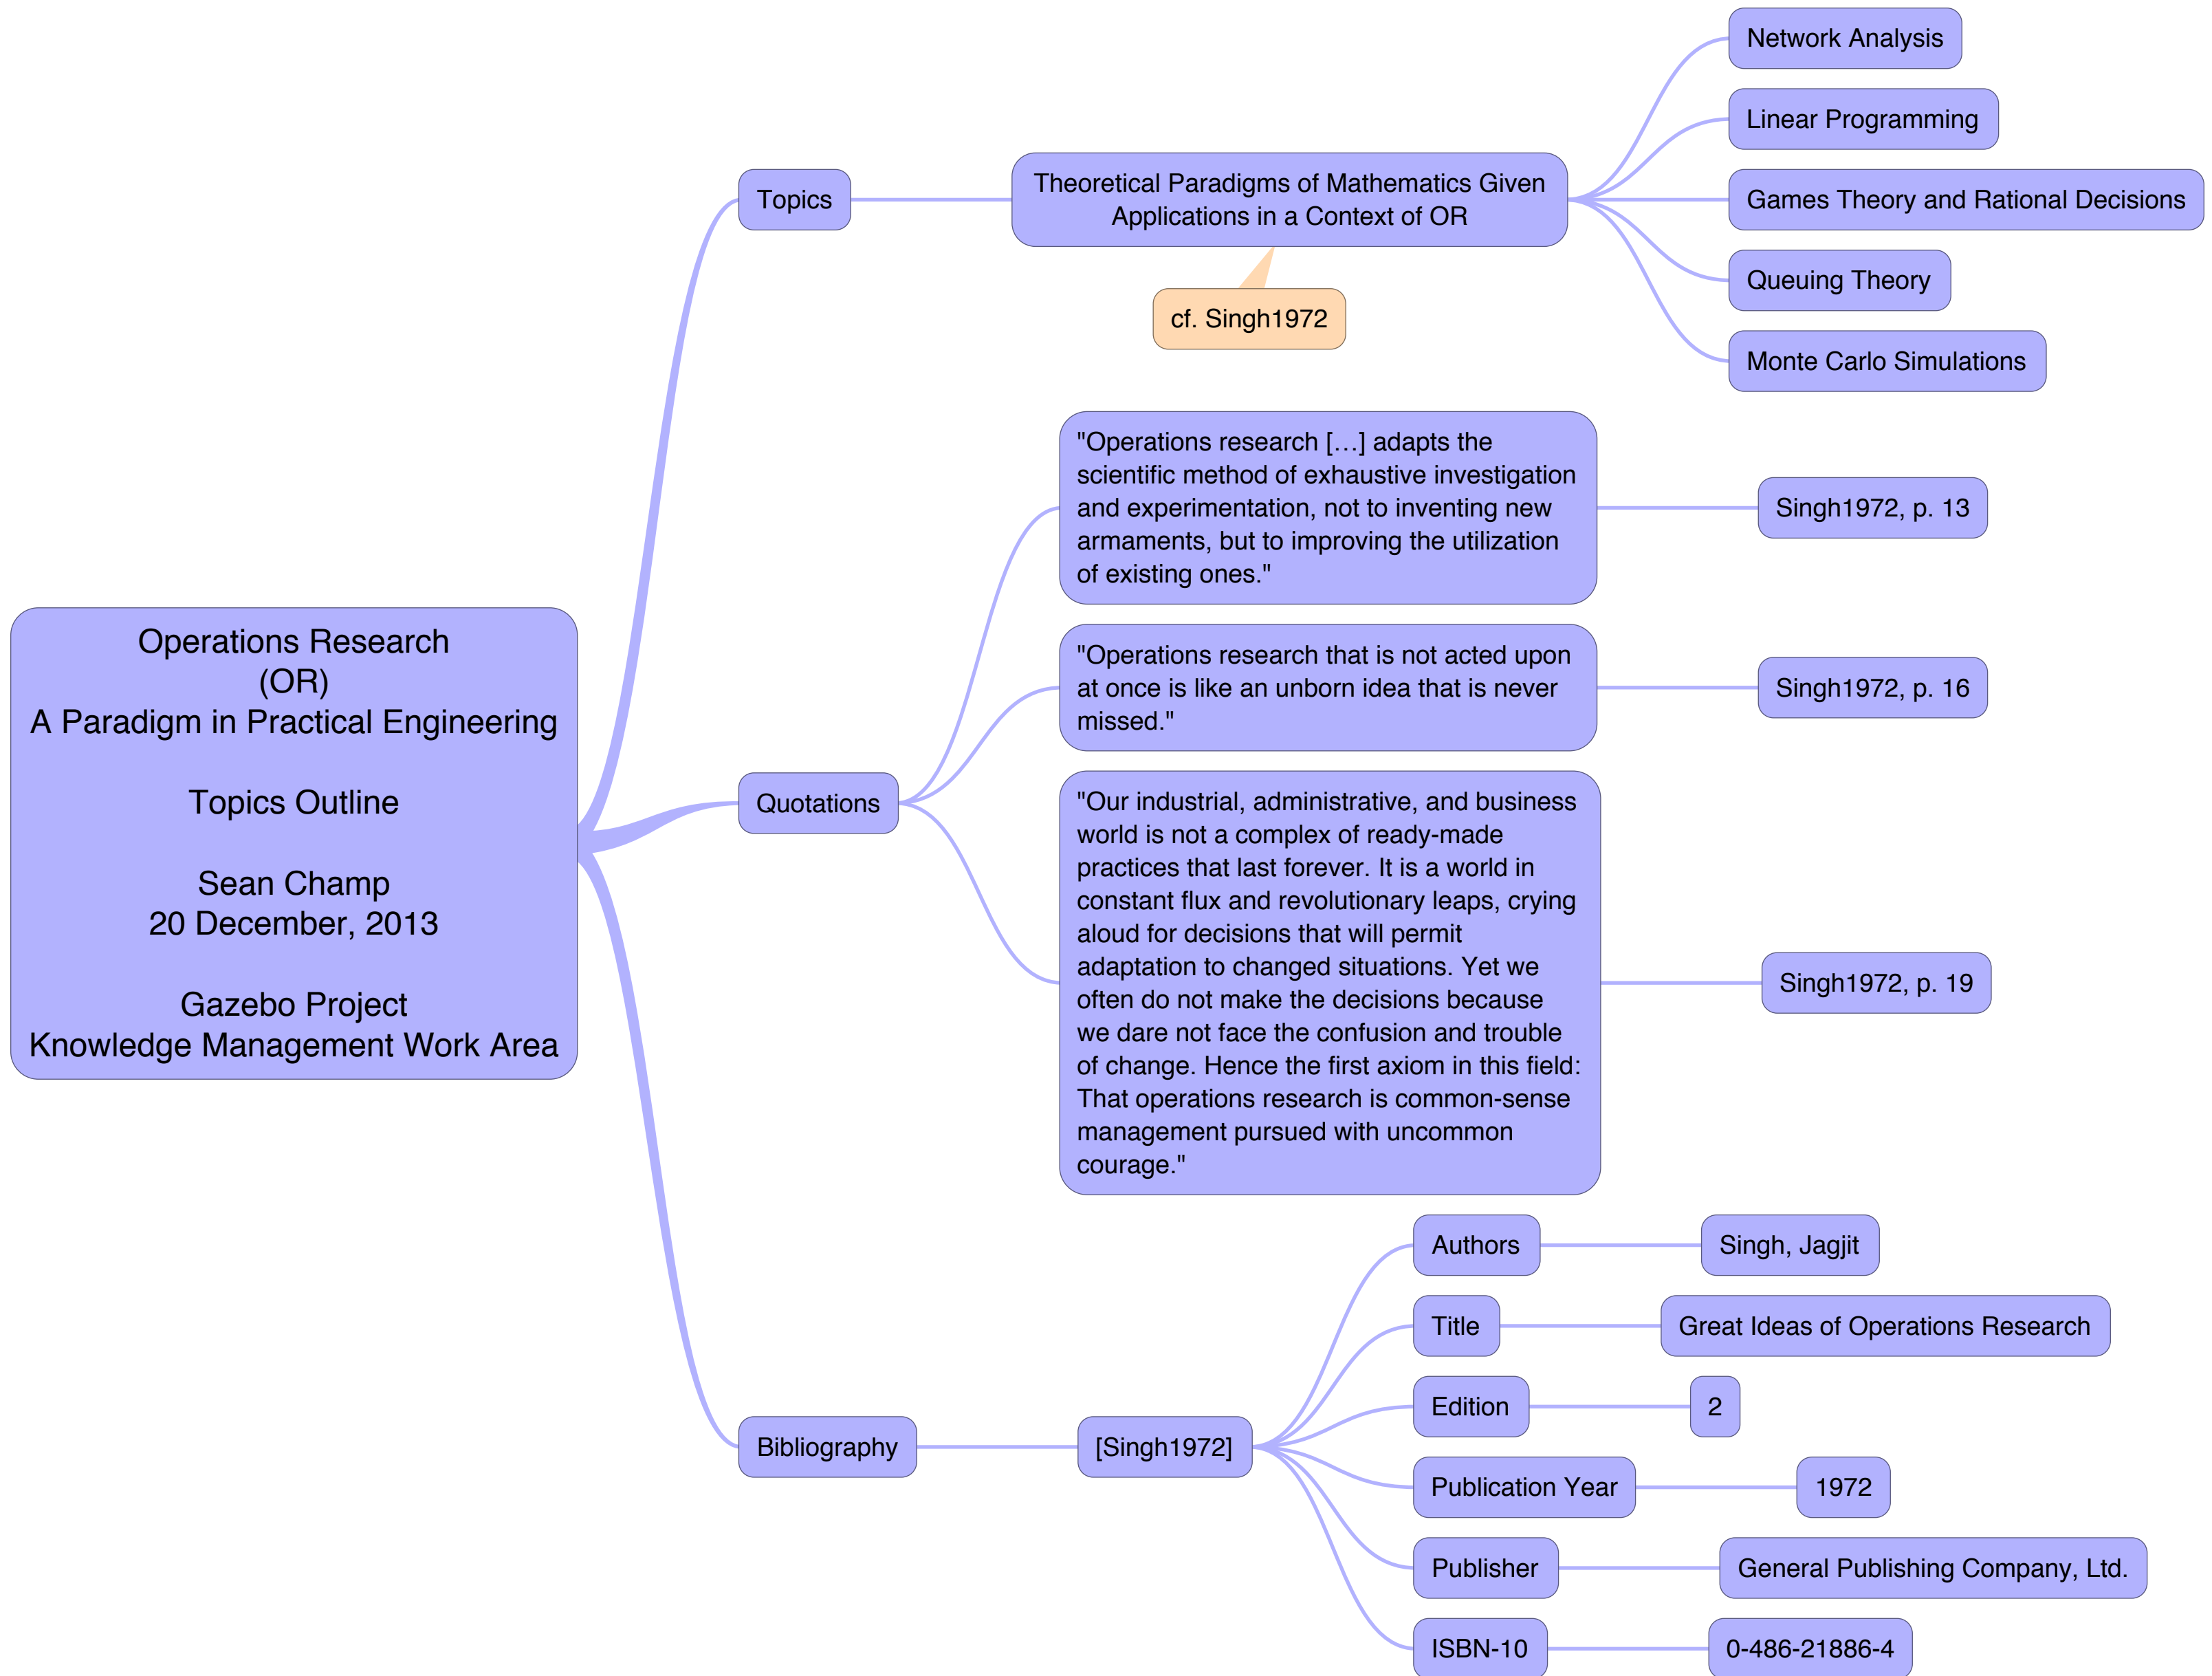 Operations Research
(OR)
A Paradigm in Practical Engineering
Topics Outline
Sean Champ
20 December, 2013
Gazebo Project
Knowledge Management Work Area
Topics
Theoretical Paradigms of Mathematics Given
Applications in a Context of OR
cf. Singh1972
Network Analysis
Linear Programming
Games Theory and Rational Decisions
Queuing Theory
Monte Carlo Simulations
Quotations
"Operations research […] adapts the
scientific method of exhaustive investigation
and experimentation, not to inventing new
armaments, but to improving the utilization
of existing ones."
Singh1972, p. 13
"Operations research that is not acted upon
at once is like an unborn idea that is never
missed."
Singh1972, p. 16
"Our industrial, administrative, and business
world is not a complex of ready-made
practices that last forever. It is a world in
constant flux and revolutionary leaps, crying
aloud for decisions that will permit
adaptation to changed situations. Yet we
often do not make the decisions because
we dare not face the confusion and trouble
of change. Hence the first axiom in this field:
That operations research is common-sense
management pursued with uncommon
courage."
Singh1972, p. 19
Bibliography
[Singh1972]
Authors
Singh, Jagjit
Title
Great Ideas of Operations Research
Edition
2
Publication Year
1972
Publisher
General Publishing Company, Ltd.
ISBN-10
0-486-21886-4